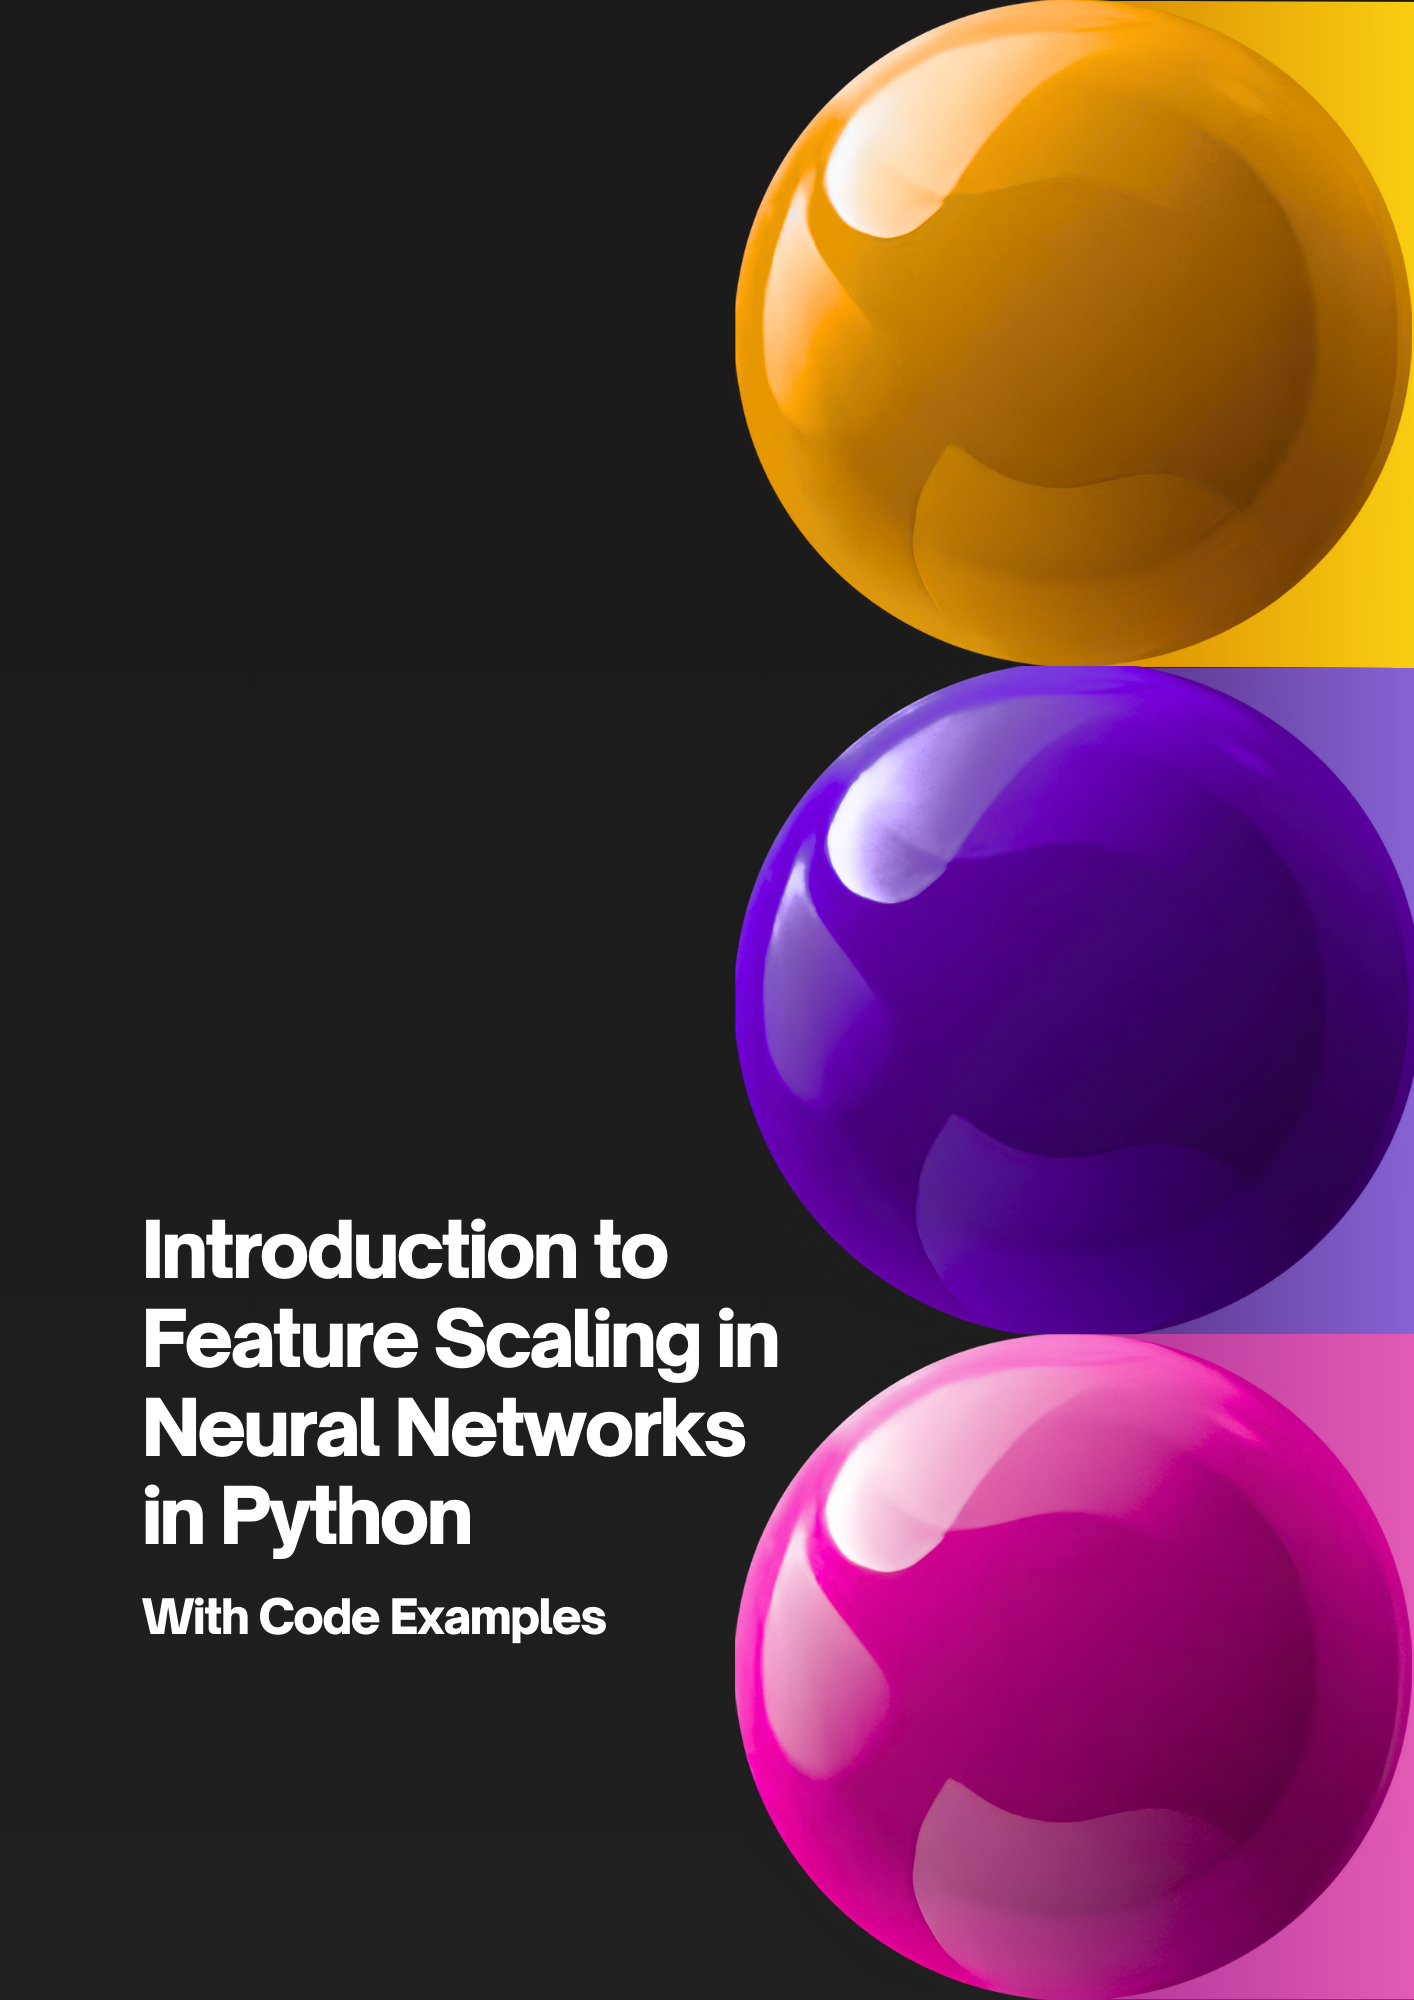 Introduction to
Feature Scaling in
Neural Networks
in Python
With Code Examples